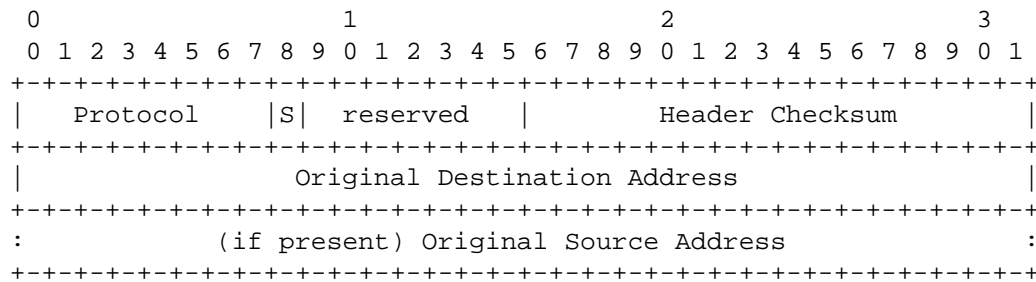 0                   1                   2                   3
 0 1 2 3 4 5 6 7 8 9 0 1 2 3 4 5 6 7 8 9 0 1 2 3 4 5 6 7 8 9 0 1
+-+-+-+-+-+-+-+-+-+-+-+-+-+-+-+-+-+-+-+-+-+-+-+-+-+-+-+-+-+-+-+-+
|   Protocol    |S|  reserved   |        Header Checksum        |
+-+-+-+-+-+-+-+-+-+-+-+-+-+-+-+-+-+-+-+-+-+-+-+-+-+-+-+-+-+-+-+-+
|                 Original Destination Address                  |
+-+-+-+-+-+-+-+-+-+-+-+-+-+-+-+-+-+-+-+-+-+-+-+-+-+-+-+-+-+-+-+-+
:            (if present) Original Source Address               :
+-+-+-+-+-+-+-+-+-+-+-+-+-+-+-+-+-+-+-+-+-+-+-+-+-+-+-+-+-+-+-+-+